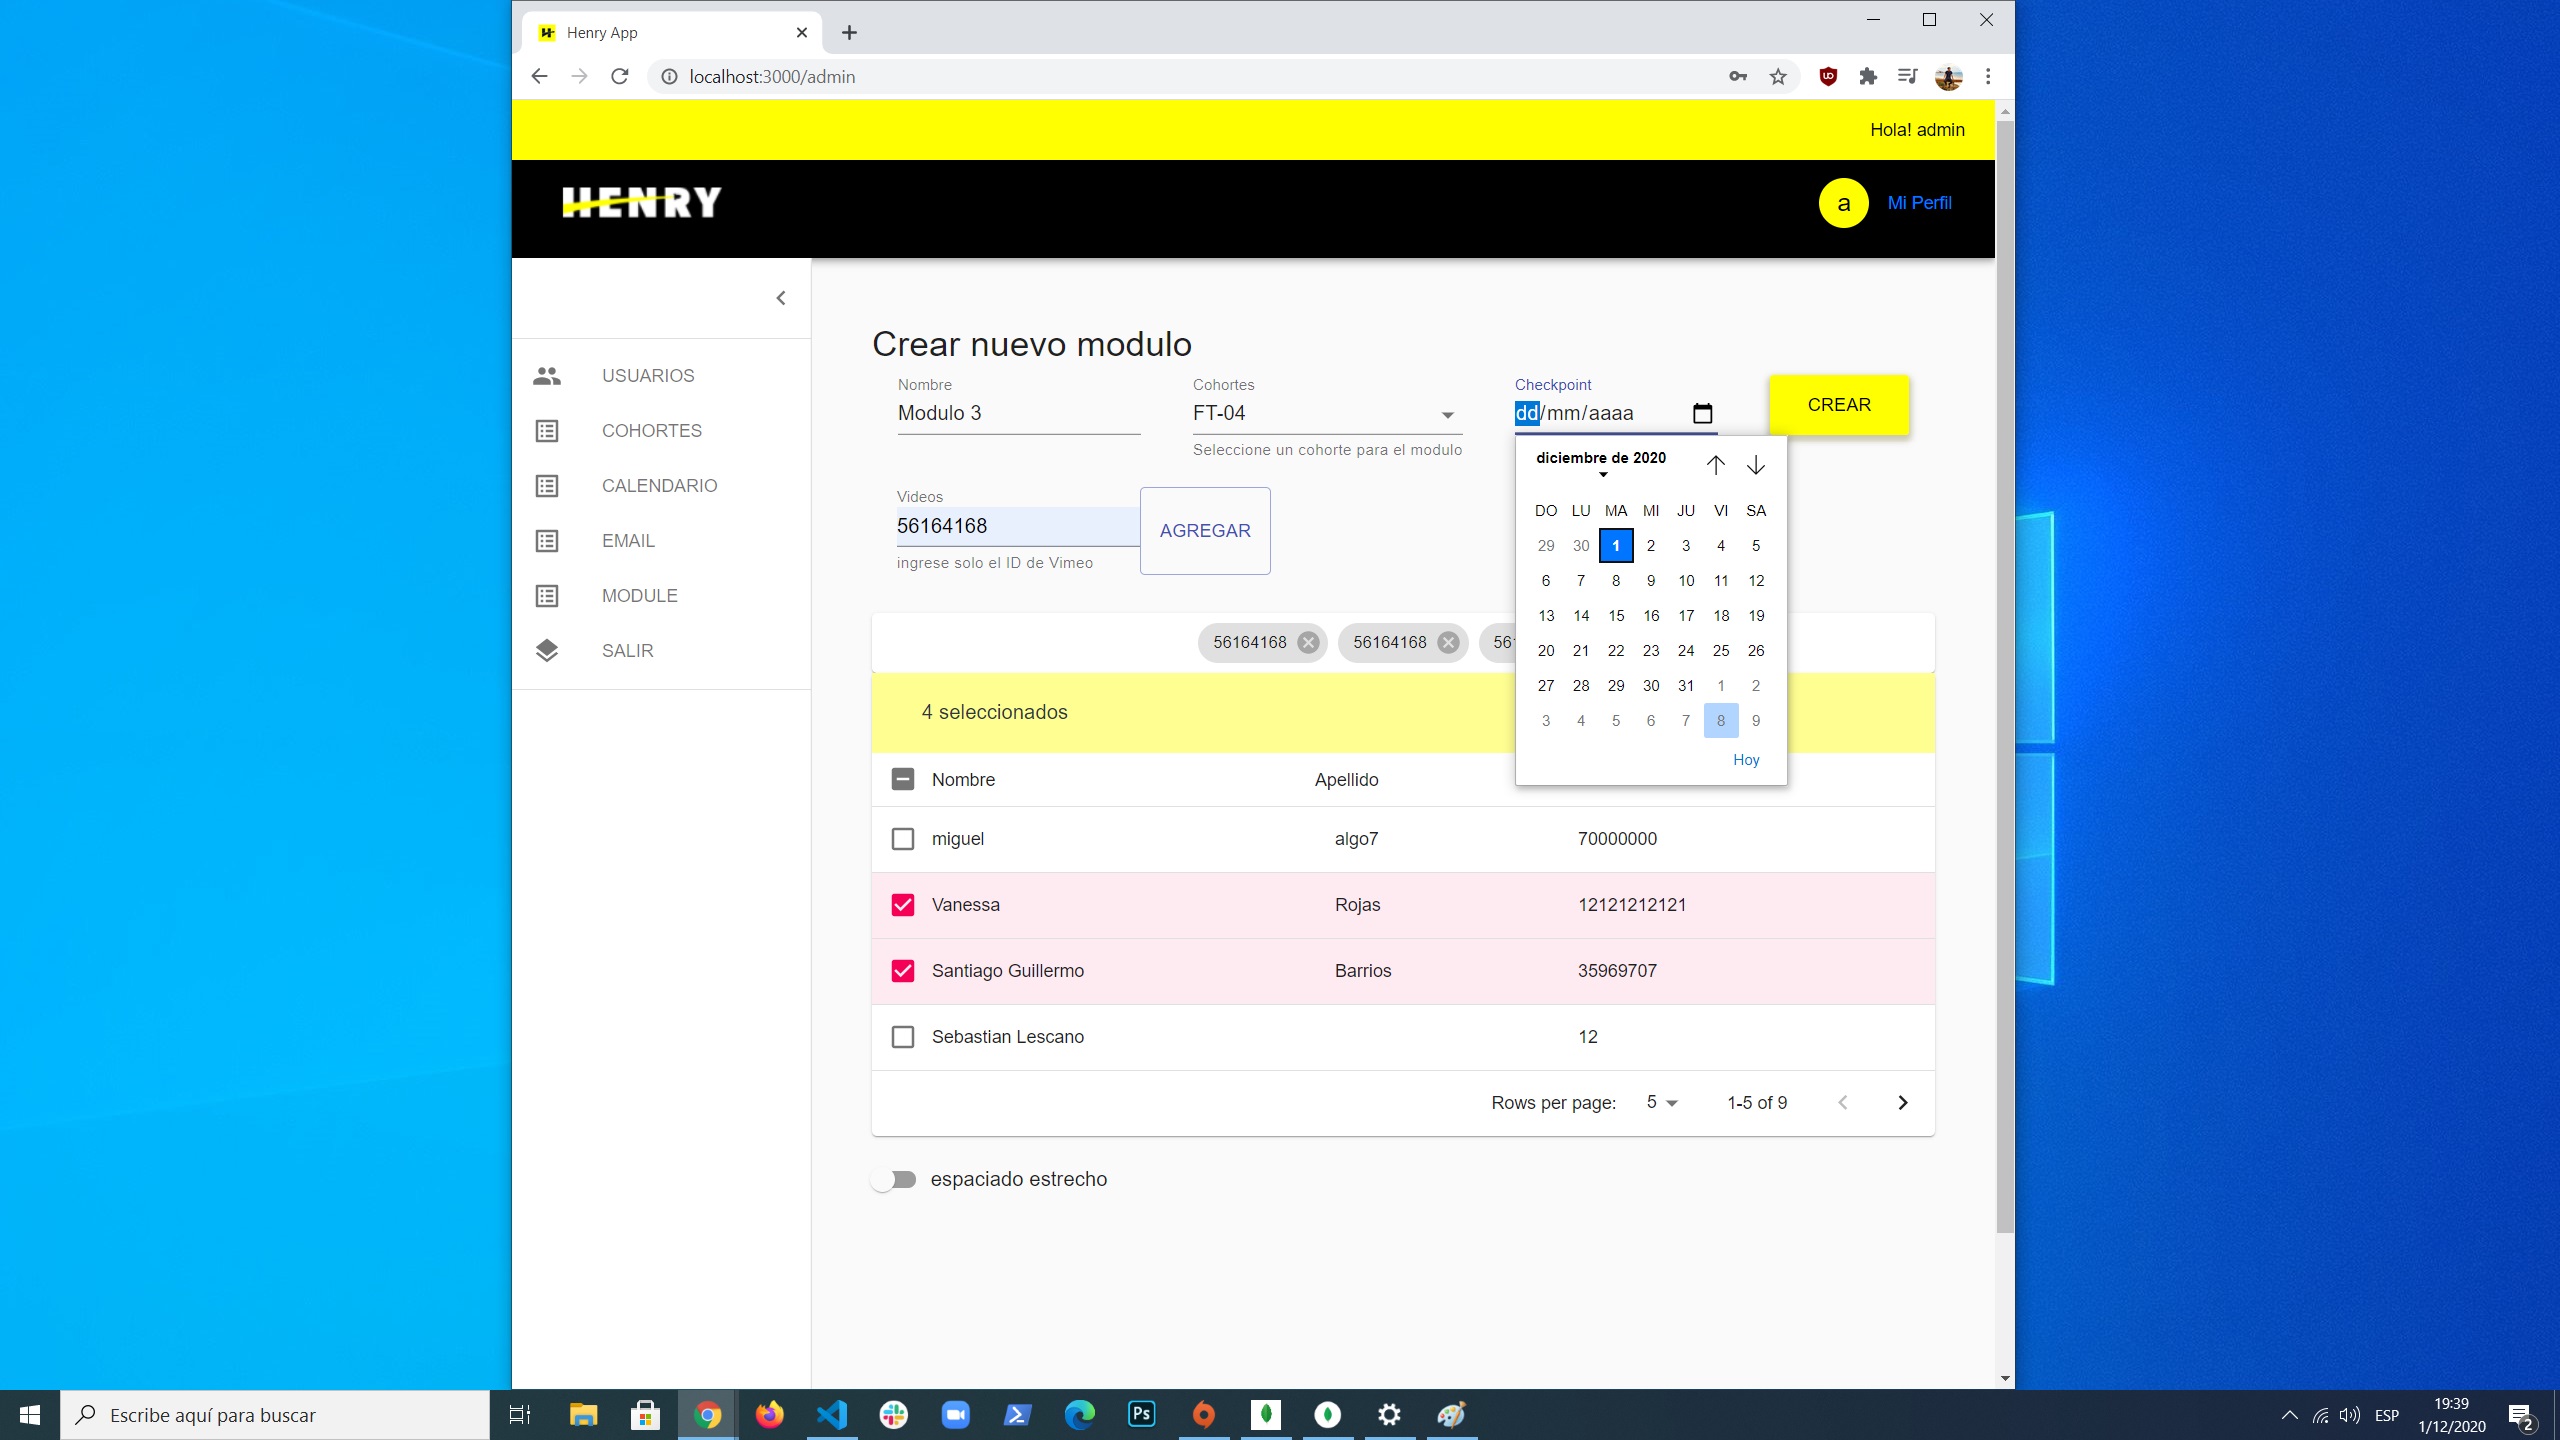 Henry App
localhost:3000/admin
Hola! admin
HENRY
a
Mi Perfil
USUARIOS
COHORTES
CALENDARIO
EMAIL
MODULE
SALIR
Crear nuevo modulo
Nombre
Modulo 3
Cohortes
FT-04
Seleccione un cohorte para el modulo
Checkpoint
dd/mm/aaaa
CREAR
Videos
56164168
ingrese solo el ID de Vimeo
AGREGAR
diciembre de 2020
DO LU MA MI JU VI SA
29 30 1 2 3 4 5
6 7 8 9 10 11 12
13 14 15 16 17 18 19
20 21 22 23 24 25 26
27 28 29 30 31 1 2
3 4 5 6 7 8 9
Hoy
56164168 56164168
4 seleccionados
Nombre Apellido
miguel algo7 70000000
Vanessa Rojas 12121212121
Santiago Guillermo Barrios 35969707
Sebastian Lescano 12
Rows per page: 5 1-5 of 9
espaciado estrecho
Escribe aquí para buscar
Ps
ESP
19:39
1/12/2020
2